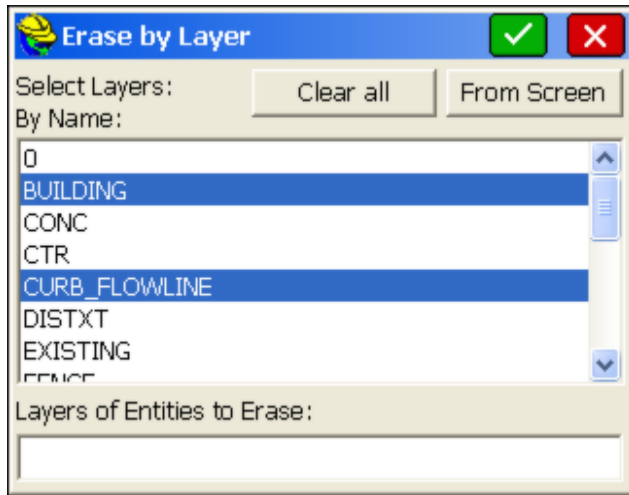 Erase by Layer
Select Layers:
Clear all
From Screen
By Name:
0
BUILDING
CONC
CTR
CURB_FLOWLINE
DISTXT
EXISTING
FENCE
Layers of Entities to Erase: